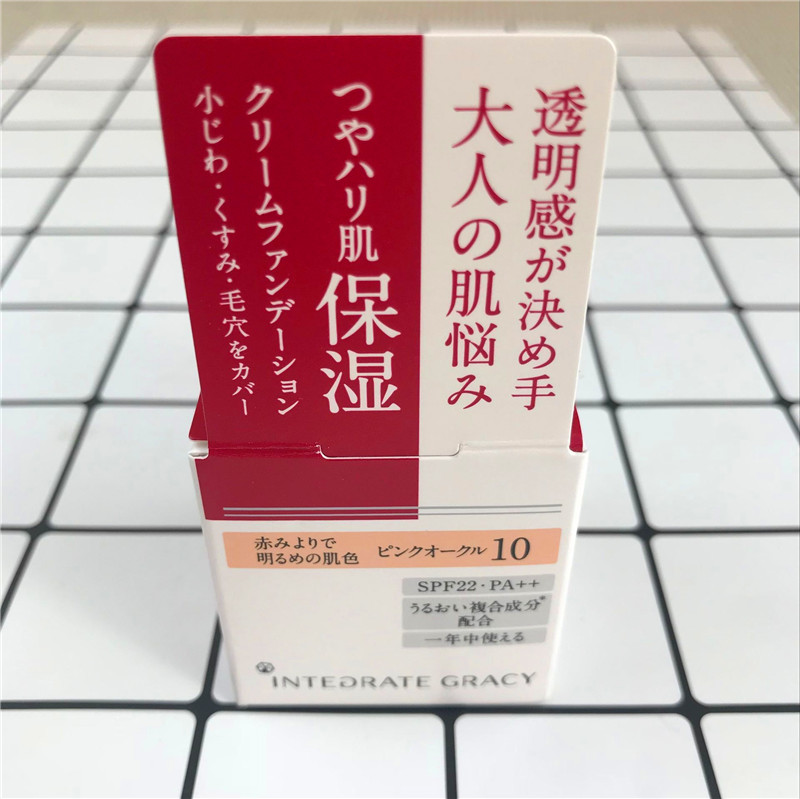 透明感が決め手
大人の肌悩み
つやハリ肌 保湿
クリームファンデーション
小じわ・くすみ・毛穴をカバー
赤みよりで
明るめの肌色
ピンクオークル10
SPF22・PA++
うるおい複合成分*
配合
一年中使える
INTEGRATE GRACY